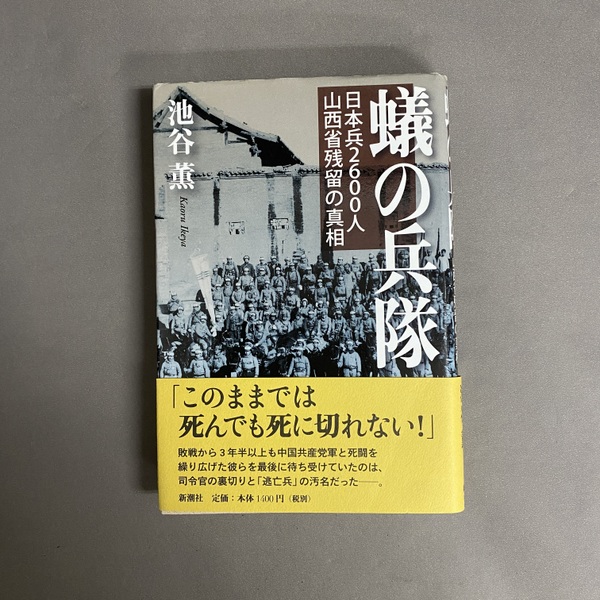 蟻の兵隊
日本兵2600人
山西省残留の真相
池谷 薫
Kaoru Ikeya
「このままでは
死んでも死に切れない!」
敗戦から3年半以上も中国共産党軍と死闘を
繰り広げた彼らを最後に待ち受けていたのは、
司令官の裏切りと「逃亡兵」の汚名だった――。
新潮社 定価:本体1400円(税別)